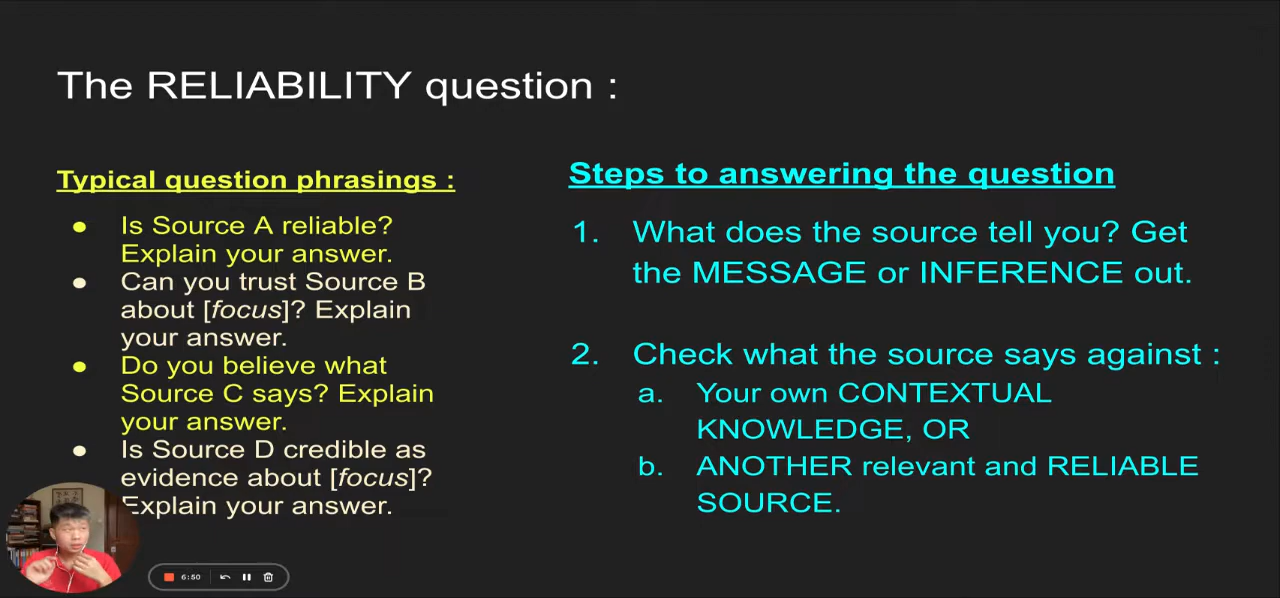 The RELIABILITY question :
Typical question phrasings :
● Is Source A reliable?
Explain your answer.
● Can you trust Source B
about [focus]? Explain
your answer.
● Do you believe what
Source C says? Explain
your answer.
● Is Source D credible as
evidence about [focus]?
Explain your answer.
Steps to answering the question
1. What does the source tell you? Get
the MESSAGE or INFERENCE out.
2. Check what the source says against :
a. Your own CONTEXTUAL
KNOWLEDGE, OR
b. ANOTHER relevant and RELIABLE
SOURCE.
6:50